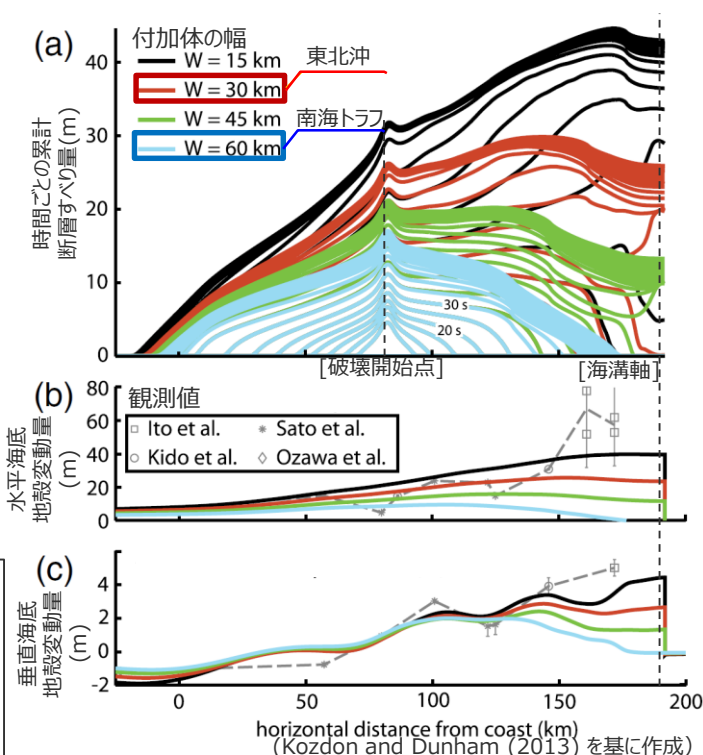 (a)
付加体の幅
W = 15 km
W = 30 km
W = 45 km
W = 60 km
東北沖
南海トラフ
時間ごとの累計
断層すべり量(m)
40
30
20
10
0
30 s
20 s
[破壊開始点]
[海溝軸]
(b)
観測値
Ito et al.
Sato et al.
Kido et al.
Ozawa et al.
水平海底
地殻変動量
(m)
80
60
40
20
0
(c)
垂直海底
地殻変動量
(m)
4
2
0
-2
0
50
100
150
200
horizontal distance from coast (km)
(Kozdon and Dunham (2013) を基に作成)